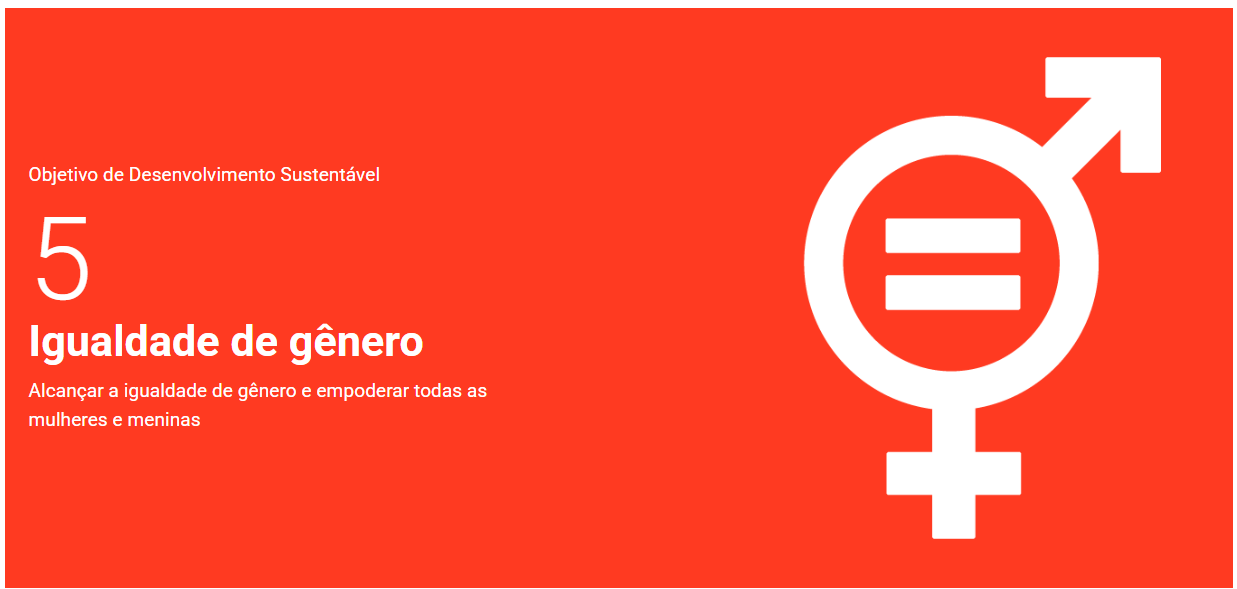 Objetivo de Desenvolvimento Sustentável
5
Igualdade de gênero
Alcançar a igualdade de gênero e empoderar todas as
mulheres e meninas